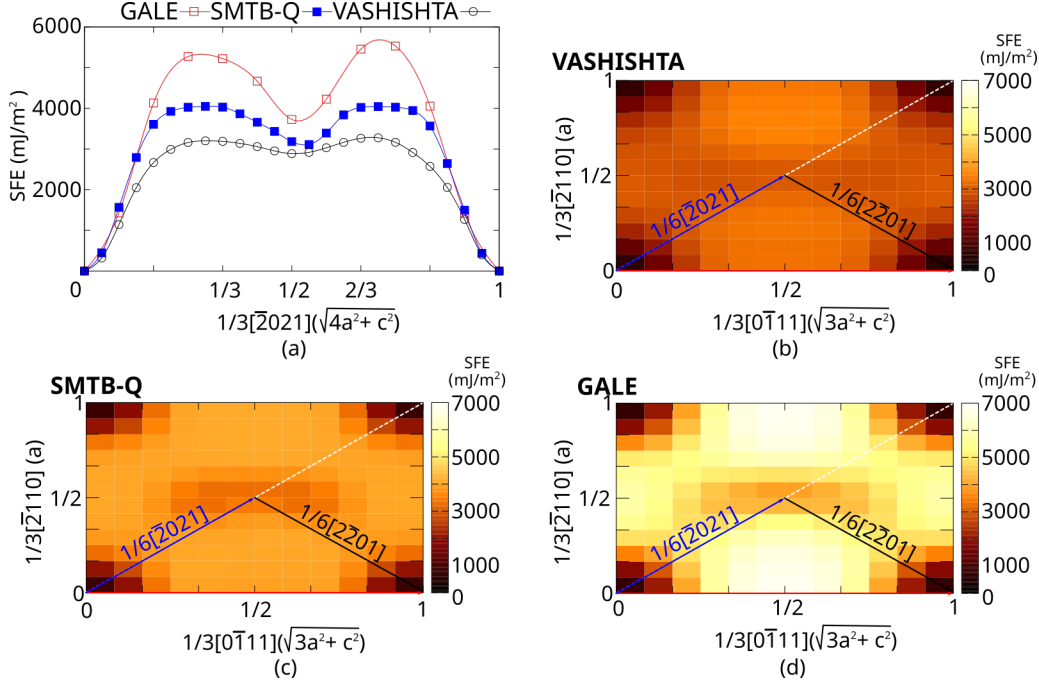 GALE SMTB-Q VASHISHTA
6000
4000
2000
SFE (mJ/m²)
0 1/3 1/2 2/3 1
1/3[2̅021](√4a²+ c²)
(a)
VASHISHTA
SFE
(mJ/m²)
1
1/2
0
1/3[2̅110] (a)
1/6[2̅021]
1/6[22̅01]
7000
5000
3000
1000
0
0 1/2 1
1/3[01̅11](√3a²+ c²)
(b)
SMTB-Q
SFE
(mJ/m²)
1
1/2
0
1/3[2̅110] (a)
1/6[2̅021]
1/6[22̅01]
7000
5000
3000
1000
0
0 1/2 1
1/3[01̅11](√3a²+ c²)
(c)
GALE
SFE
(mJ/m²)
1
1/2
0
1/3[2̅110] (a)
1/6[2̅021]
1/6[22̅01]
7000
5000
3000
1000
0
0 1/2 1
1/3[01̅11](√3a²+ c²)
(d)